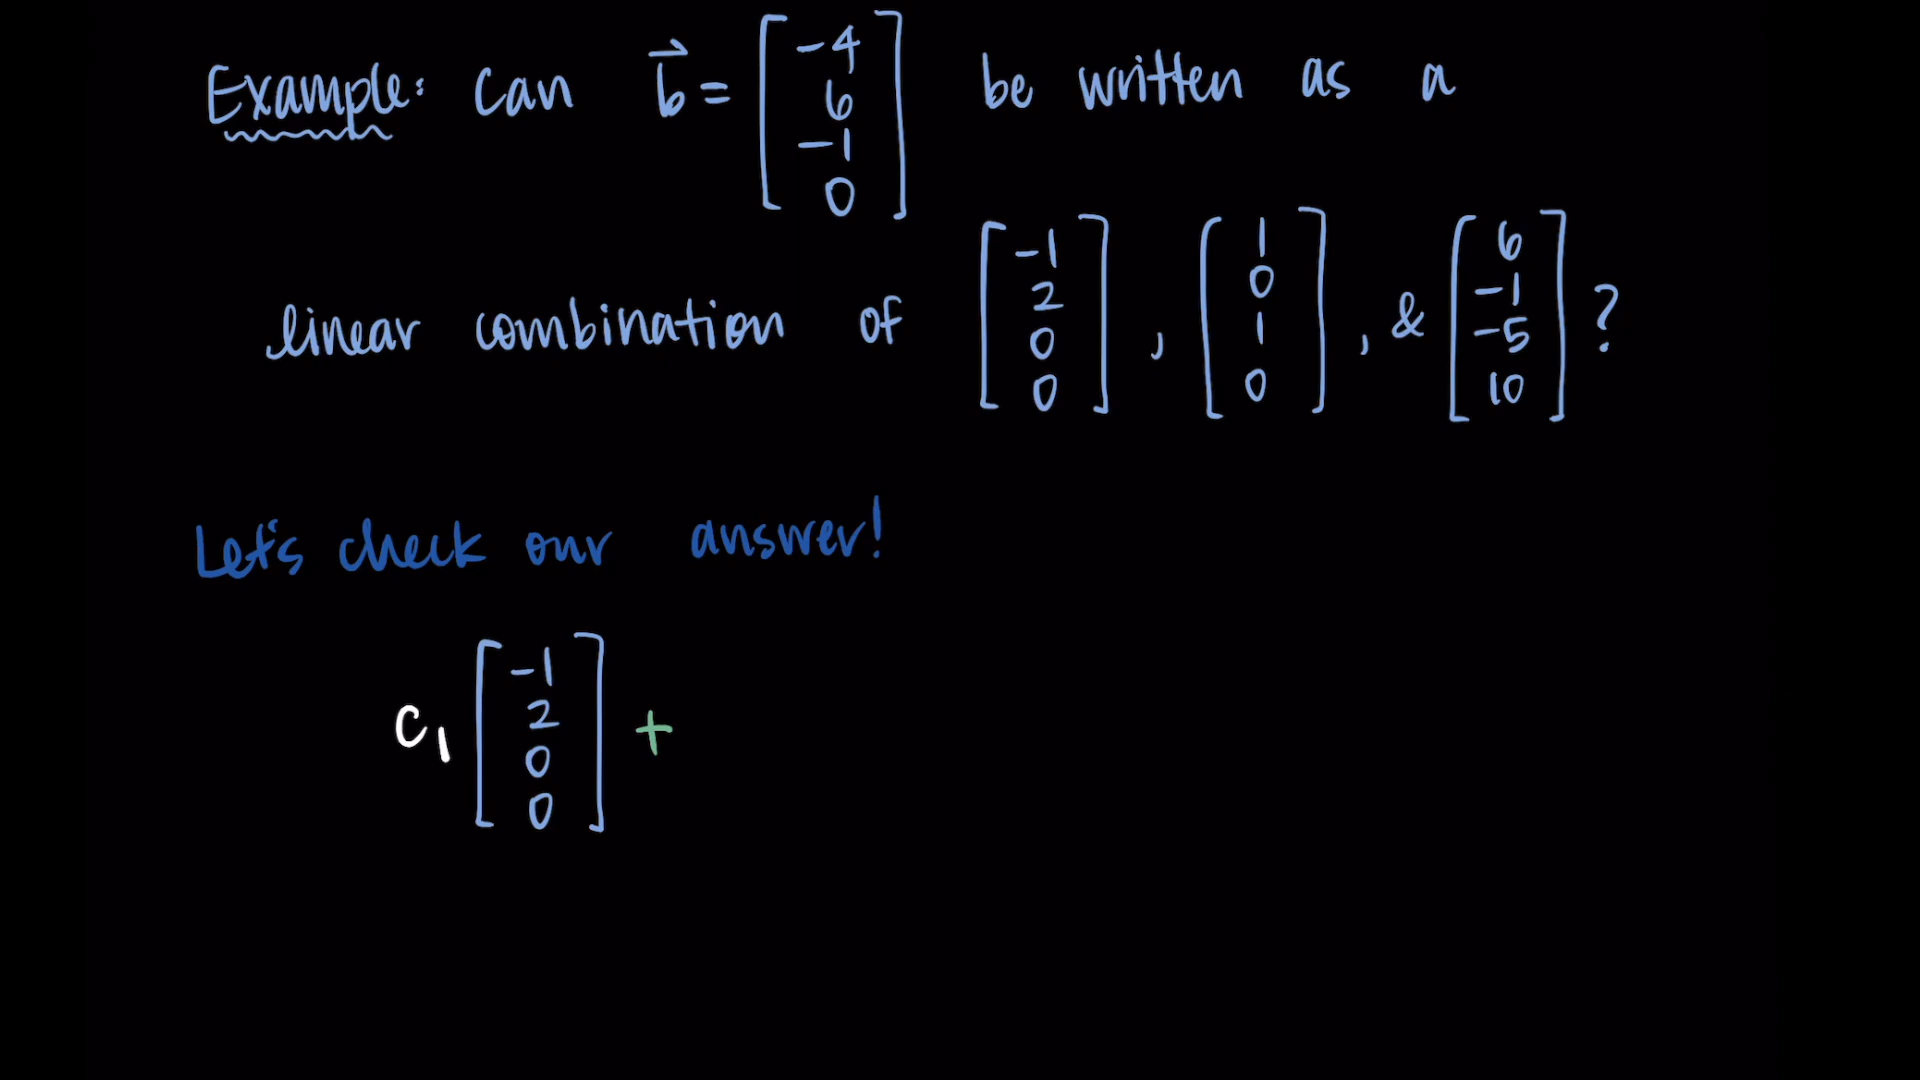 Example: Can b⃗ = [-4 6 -1 0] be written as a
linear combination of [-1 2 0 0], [1 0 1 0], & [6 -1 -5 10]?
Let's check our answer!
c₁ [-1 2 0 0] +